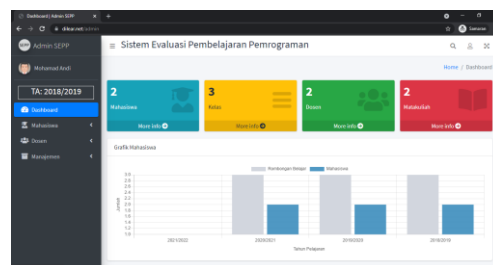 Dashboard | Admin SEPP
Admin SEPP
Sistem Evaluasi Pembelajaran Pemrograman
Mohamad Andi
Home / Dashboard
TA: 2018/2019
Dashboard
Mahasiswa
Dosen
Manajemen
2
Mahasiswa
More info
3
Kelas
More info
2
Dosen
More info
2
Matakuliah
More info
Grafik Mahasiswa
Rombongan Belajar
Mahasiswa
Jumlah
3.0
2.8
2.6
2.4
2.2
2.0
1.8
1.6
1.4
1.2
1.0
2021/2022
2020/2021
2019/2020
2018/2019
Tahun Pelajaran